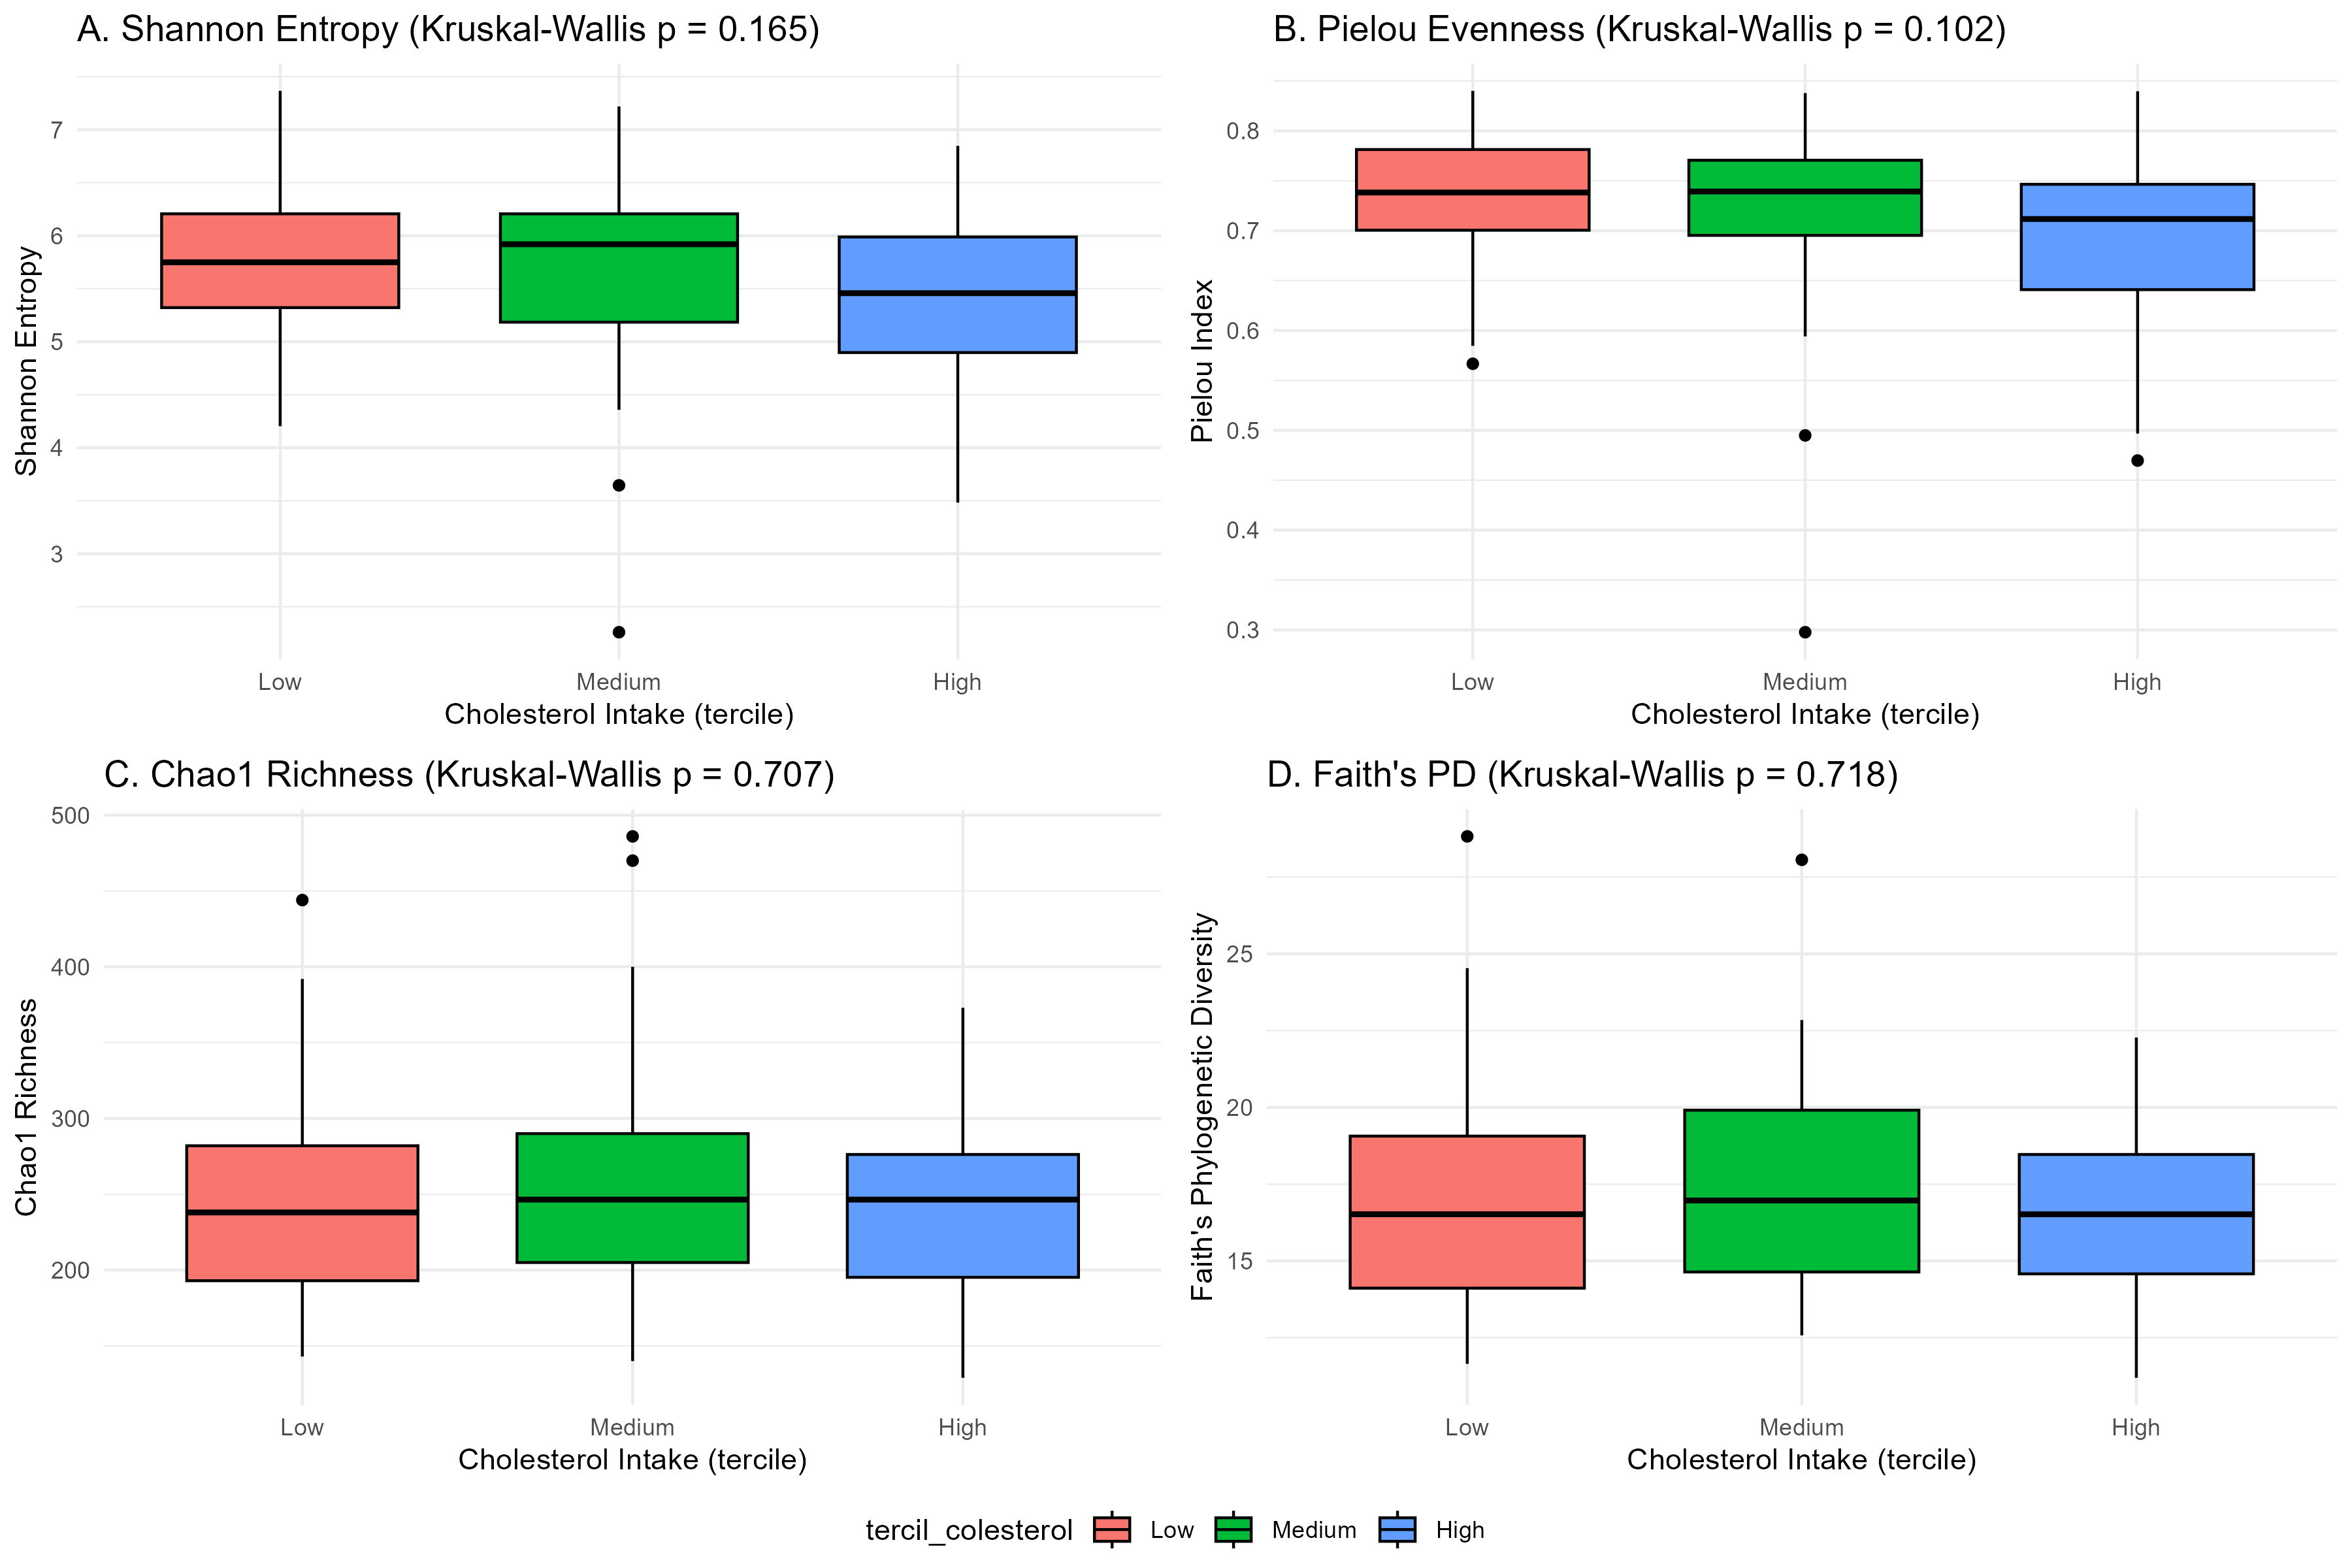 A. Shannon Entropy (Kruskal-Wallis p = 0.165)
Shannon Entropy
7
6
5
4
3
Low Medium High
Cholesterol Intake (tercile)
B. Pielou Evenness (Kruskal-Wallis p = 0.102)
Pielou Index
0.8
0.7
0.6
0.5
0.4
0.3
Low Medium High
Cholesterol Intake (tercile)
C. Chao1 Richness (Kruskal-Wallis p = 0.707)
Chao1 Richness
500
400
300
200
Low Medium High
Cholesterol Intake (tercile)
D. Faith's PD (Kruskal-Wallis p = 0.718)
Faith's Phylogenetic Diversity
25
20
15
Low Medium High
Cholesterol Intake (tercile)
tercil_colesterol Low Medium High